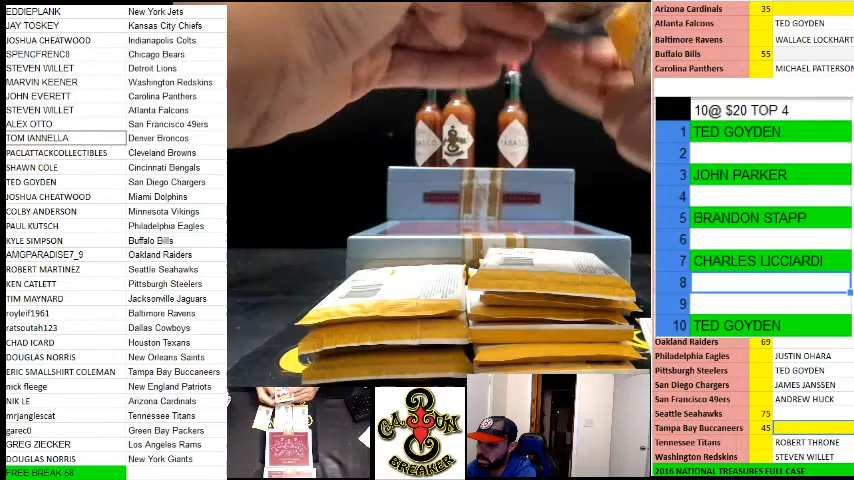 EDDIEPLANK New York Jets
JAY TOSKEY Kansas City Chiefs
JOSHUA CHEATWOOD Indianapolis Colts
SPENCFRENC8 Chicago Bears
STEVEN WILLET Detroit Lions
MARVIN KEENER Washington Redskins
JOHN EVERETT Carolina Panthers
STEVEN WILLET Atlanta Falcons
ALEX OTTO San Francisco 49ers
TOM IANNELLA Denver Broncos
PACLATTACKCOLLECTIBLES Cleveland Browns
SHAWN COLE Cincinnati Bengals
TED GOYDEN San Diego Chargers
JOSHUA CHEATWOOD Miami Dolphins
COLBY ANDERSON Minnesota Vikings
PAUL KUTSCH Philadelphia Eagles
KYLE SIMPSON Buffalo Bills
AMGPARADISE7_9 Oakland Raiders
ROBERT MARTINEZ Seattle Seahawks
KEN CATLETT Pittsburgh Steelers
TIM MAYNARD Jacksonville Jaguars
royleif1961 Baltimore Ravens
ratsoutah123 Dallas Cowboys
CHAD ICARD Houston Texans
DOUGLAS NORRIS New Orleans Saints
ERIC SMALLSHIRT COLEMAN Tampa Bay Buccaneers
nick fleege New England Patriots
NIK LE Arizona Cardinals
mrjanglescat Tennessee Titans
garec0 Green Bay Packers
GREG ZIECKER Los Angeles Rams
DOUGLAS NORRIS New York Giants
FREE BREAK 68
TABASCO
CAJUN
BREAKER
Arizona Cardinals 35
Atlanta Falcons TED GOYDEN
Baltimore Ravens WALLACE LOCKHART
Buffalo Bills 55
Carolina Panthers MICHAEL PATTERSON
10@ $20 TOP 4
1 TED GOYDEN
2
3 JOHN PARKER
4
5 BRANDON STAPP
6
7 CHARLES LICCIARDI
8
9
10 TED GOYDEN
Oakland Raiders 69
Philadelphia Eagles JUSTIN OHARA
Pittsburgh Steelers TED GOYDEN
San Diego Chargers JAMES JANSSEN
San Francisco 49ers ANDREW HUCK
Seattle Seahawks 75
Tampa Bay Buccaneers 45
Tennessee Titans ROBERT THRONE
Washington Redskins STEVEN WILLET
2016 NATIONAL TREASURES FULL CASE